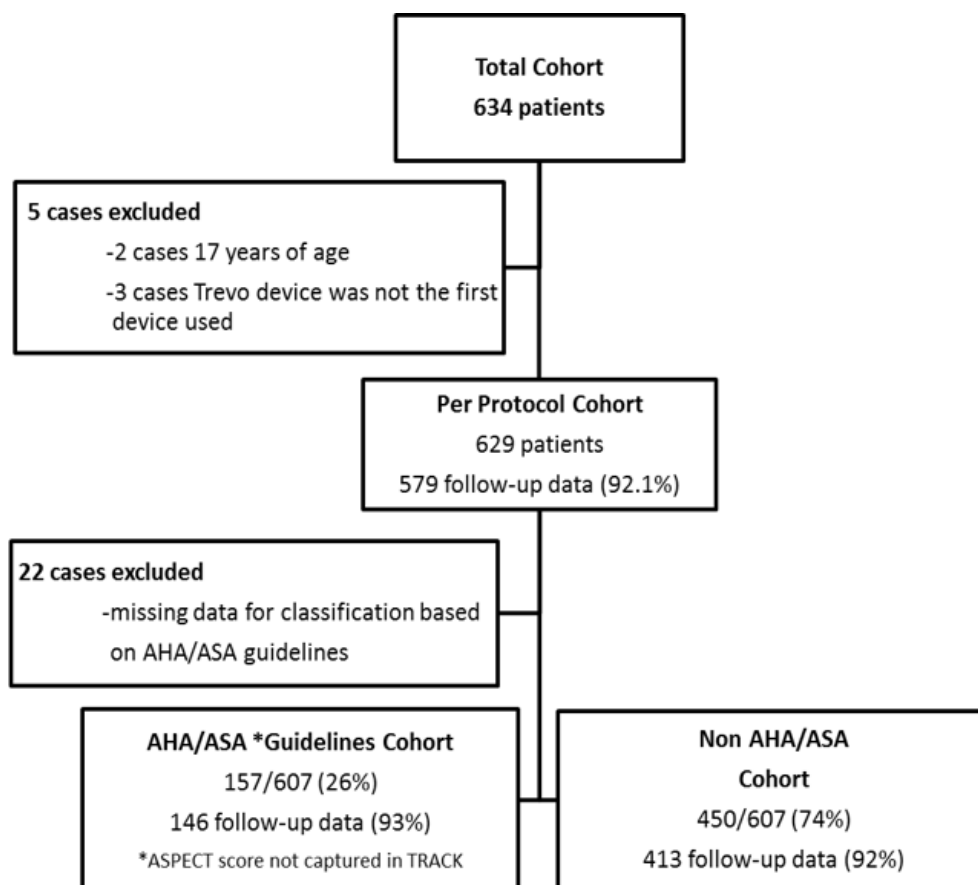 Total Cohort
634 patients
5 cases excluded
-2 cases 17 years of age
-3 cases Trevo device was not the first
device used
Per Protocol Cohort
629 patients
579 follow-up data (92.1%)
22 cases excluded
-missing data for classification based
on AHA/ASA guidelines
AHA/ASA *Guidelines Cohort
157/607 (26%)
146 follow-up data (93%)
*ASPECT score not captured in TRACK
Non AHA/ASA
Cohort
450/607 (74%)
413 follow-up data (92%)